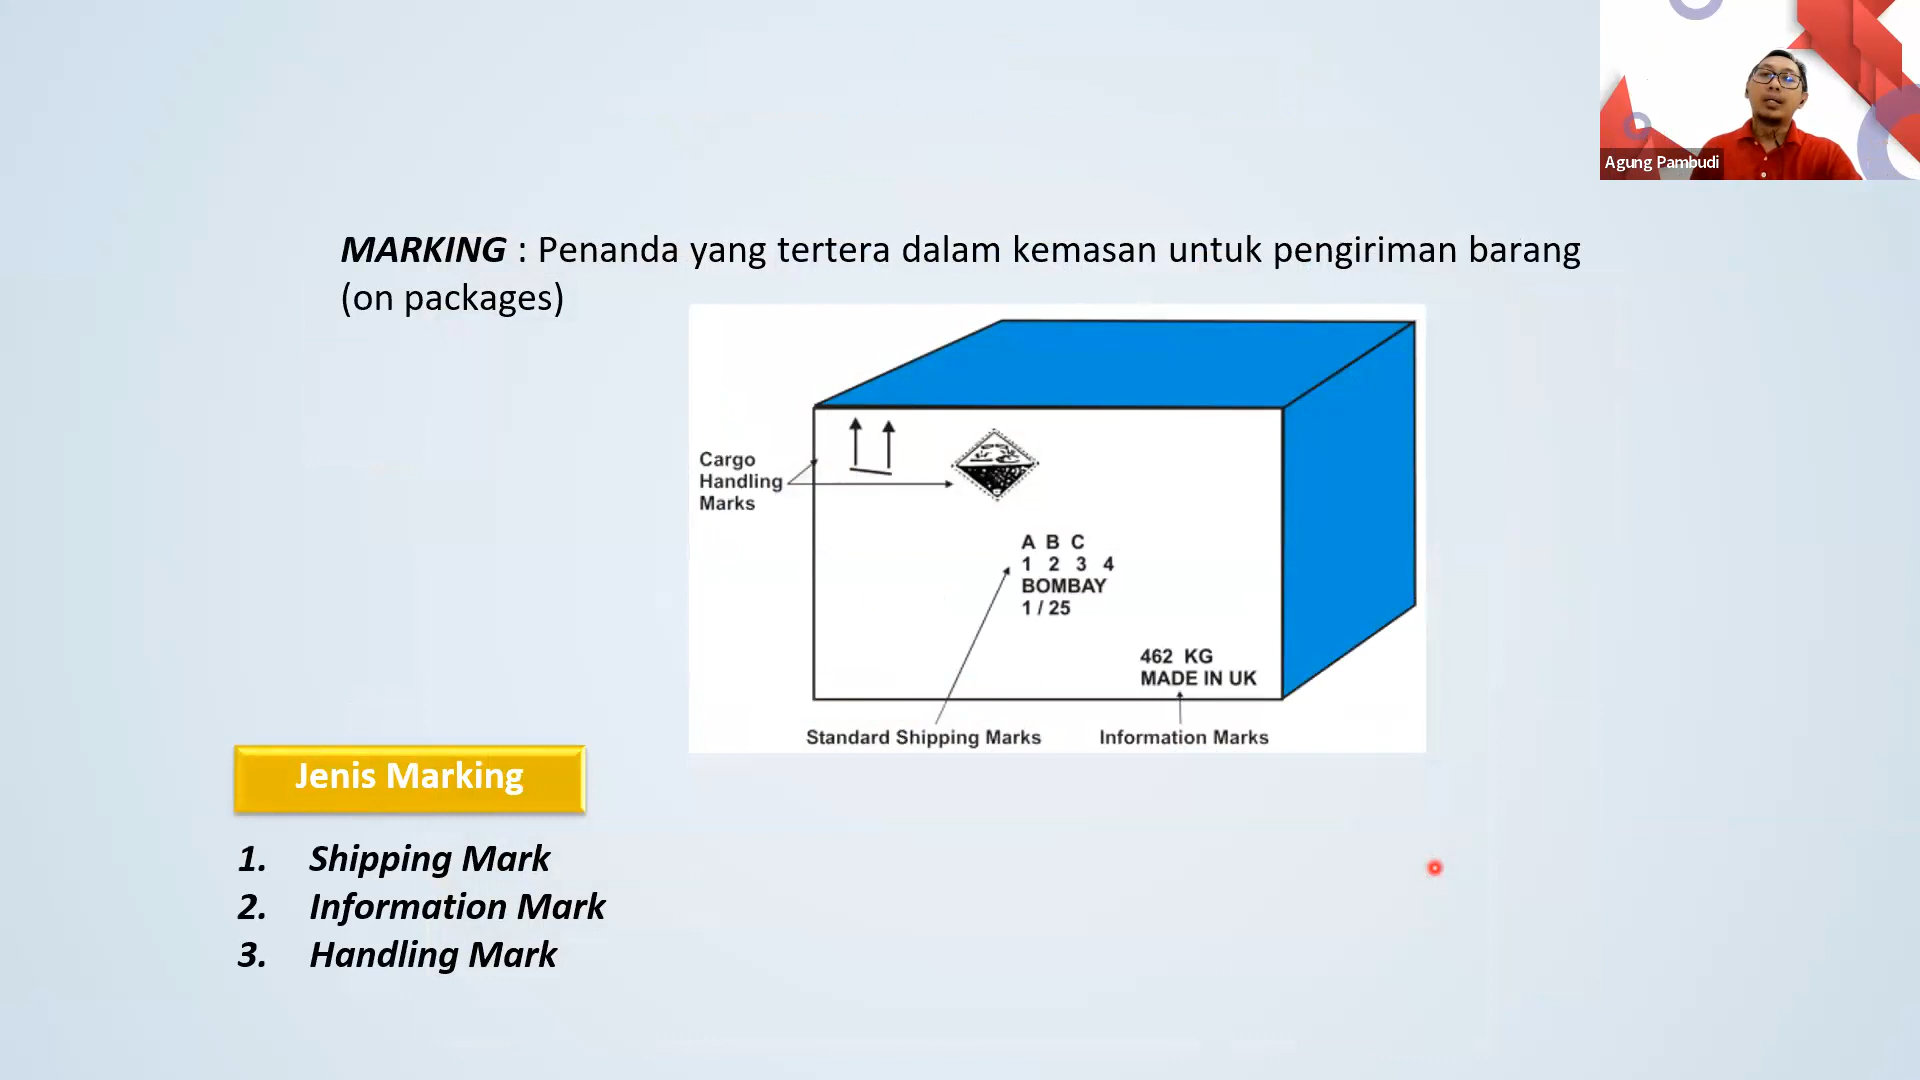 Agung Pambudi
MARKING : Penanda yang tertera dalam kemasan untuk pengiriman barang
(on packages)
Cargo
Handling
Marks
A B C
1 2 3 4
BOMBAY
1 / 25
462 KG
MADE IN UK
Standard Shipping Marks
Information Marks
Jenis Marking
1. Shipping Mark
2. Information Mark
3. Handling Mark